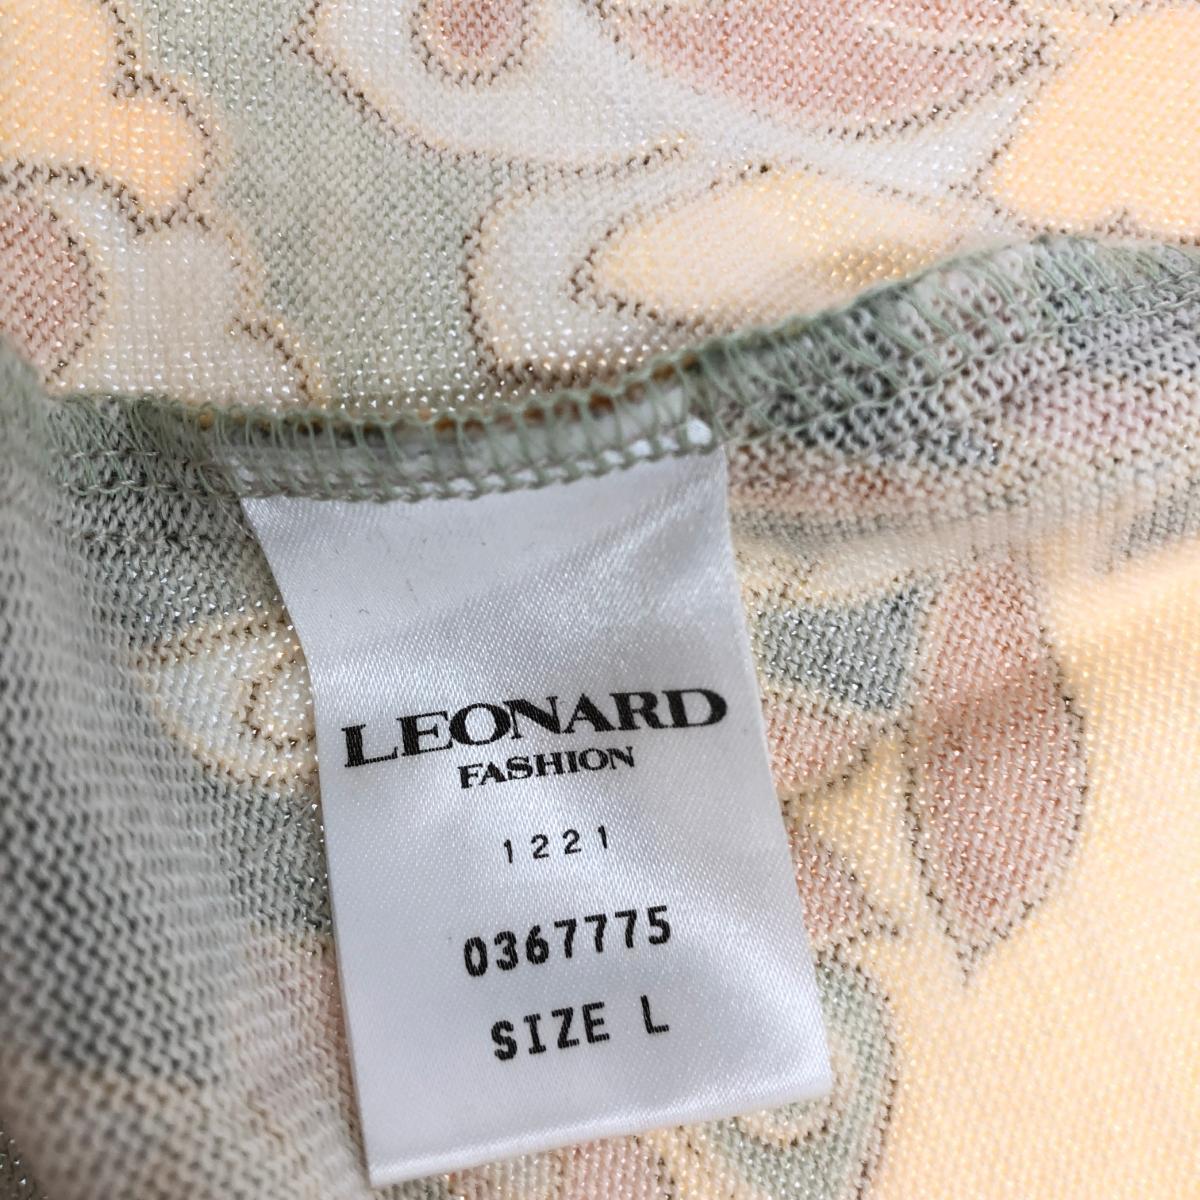 LEONARD
FASHION
1221
0367775
SIZE L